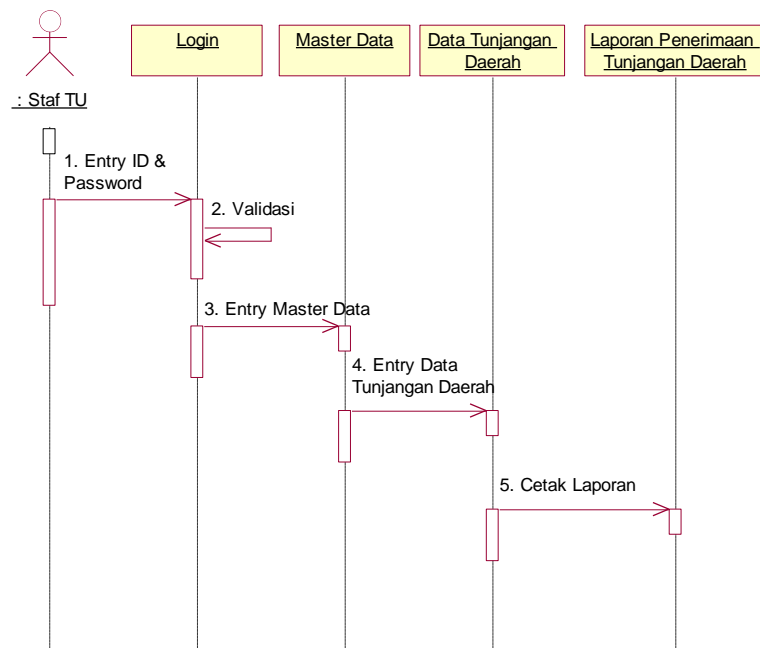 : Staf TU
Login
Master Data
Data Tunjangan
Daerah
Laporan Penerimaan
Tunjangan Daerah
1. Entry ID &
Password
2. Validasi
3. Entry Master Data
4. Entry Data
Tunjangan Daerah
5. Cetak Laporan